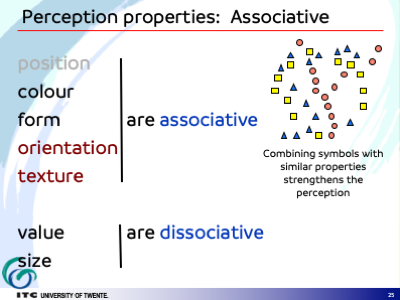 Perception properties: Associative
position
colour
form
are associative
orientation
texture
Combining symbols with
similar properties
strengthens the
perception
value
are dissociative
size
ITC UNIVERSITY OF TWENTE.
25